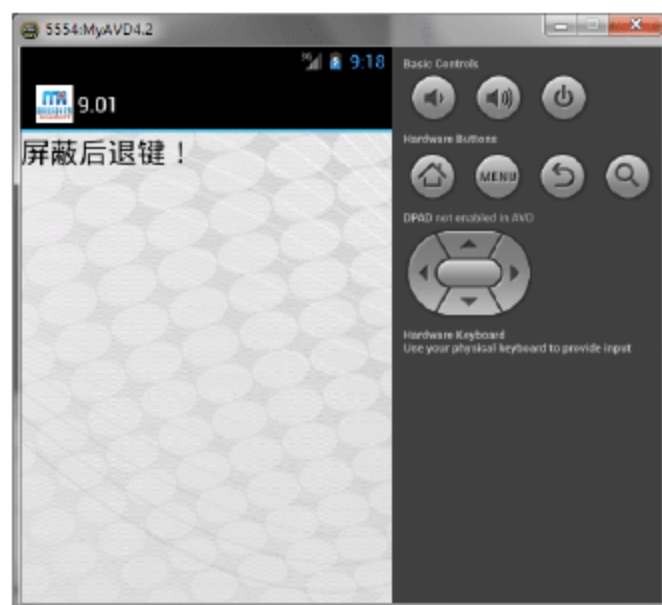 5554:MyAVD4.2
3G 9:18
9.01
屏蔽后退键！
Basic Controls
Hardware Buttons
MENU
DPAD not enabled in AVD
Hardware Keyboard
Use your physical keyboard to provide input